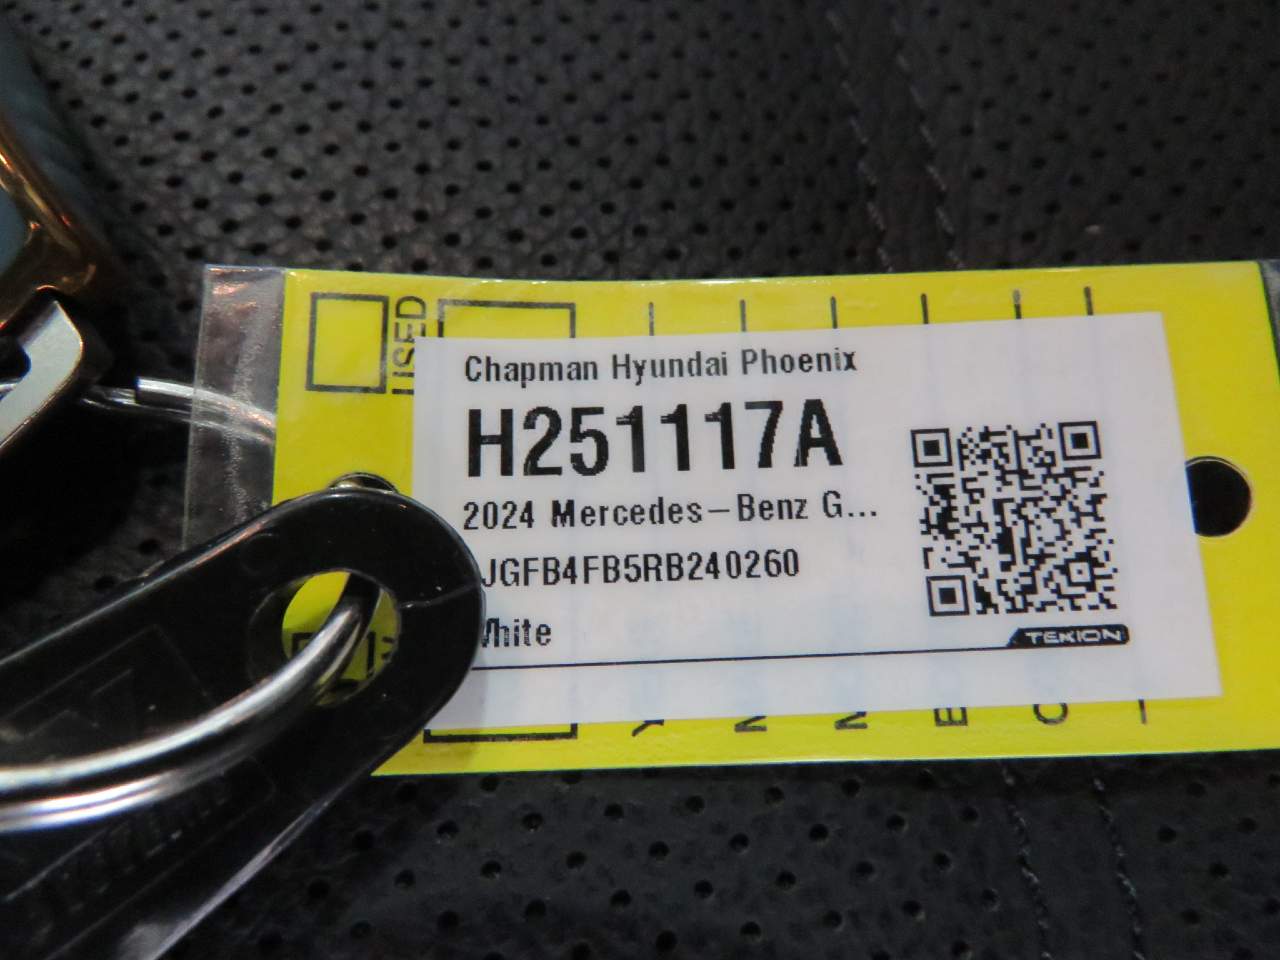 USED
Chapman Hyundai Phoenix
H251117A
2024 Mercedes-Benz G...
JGFB4FB5RB240260
White
TEKION